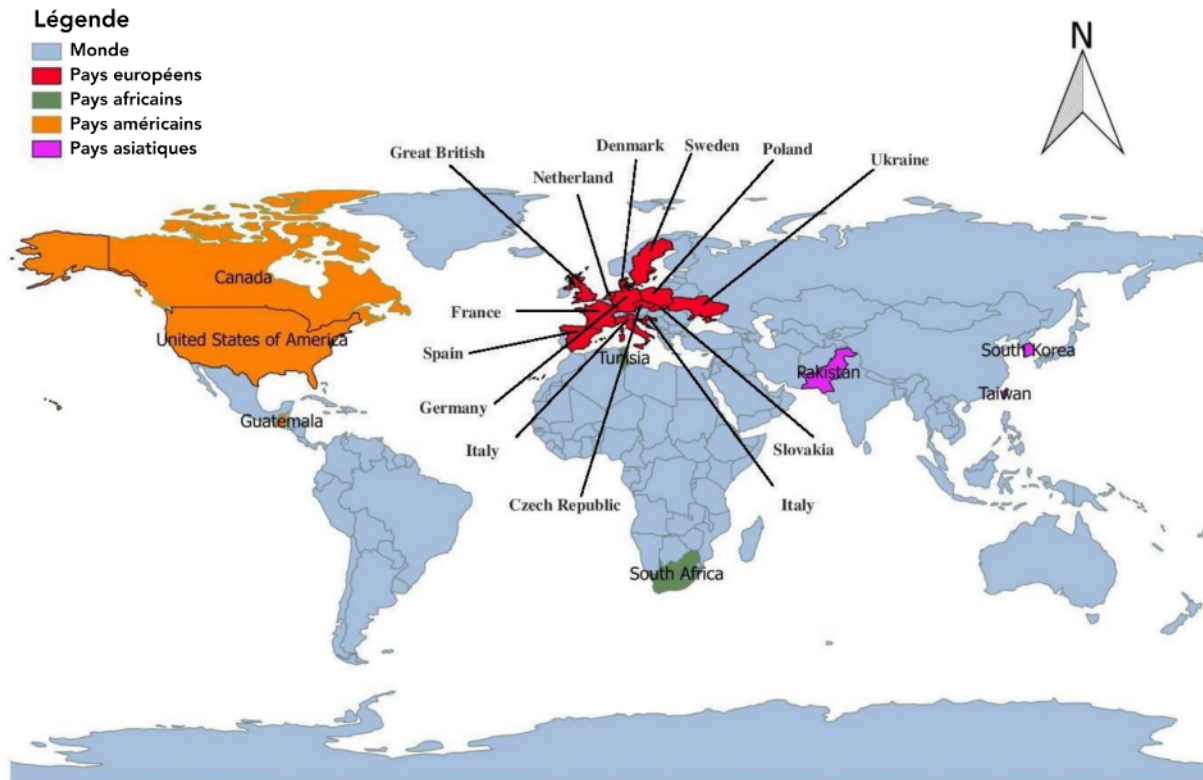 Légende
Monde
Pays européens
Pays africains
Pays américains
Pays asiatiques
N
Great British
Denmark
Sweden
Poland
Ukraine
Netherland
Canada
France
United States of America
Spain
Tunisia
South Korea
Pakistan
Taiwan
Germany
Guatemala
Italy
Slovakia
Czech Republic
Italy
South Africa